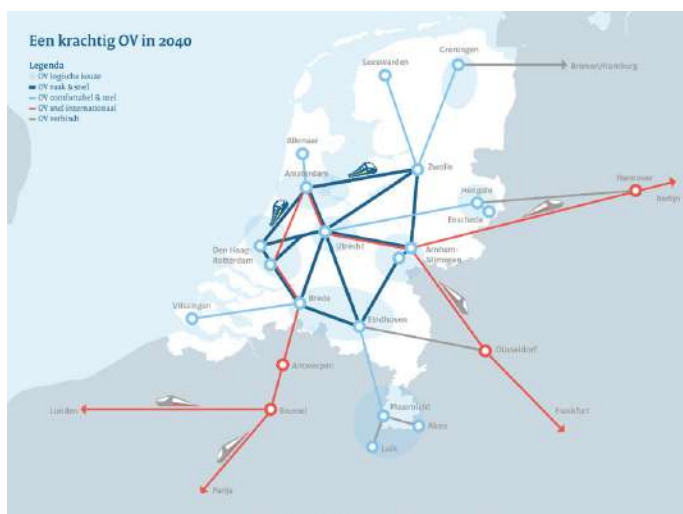 Een krachtig OV in 2040
Legenda
OV logische keuze
OV vaak & snel
OV comfortabel & snel
OV snel internationaal
OV verbindt
Groningen
Leeuwarden
Bremen/Hamburg
Alkmaar
Amsterdam
Zwolle
Hengelo
Hannover
Enschede
Berlijn
Den Haag-
Rotterdam
Utrecht
Arnhem-
Nijmegen
Vlissingen
Breda
Eindhoven
Düsseldorf
Antwerpen
Londen
Brussel
Maastricht
Aken
Frankfurt
Luik
Parijs